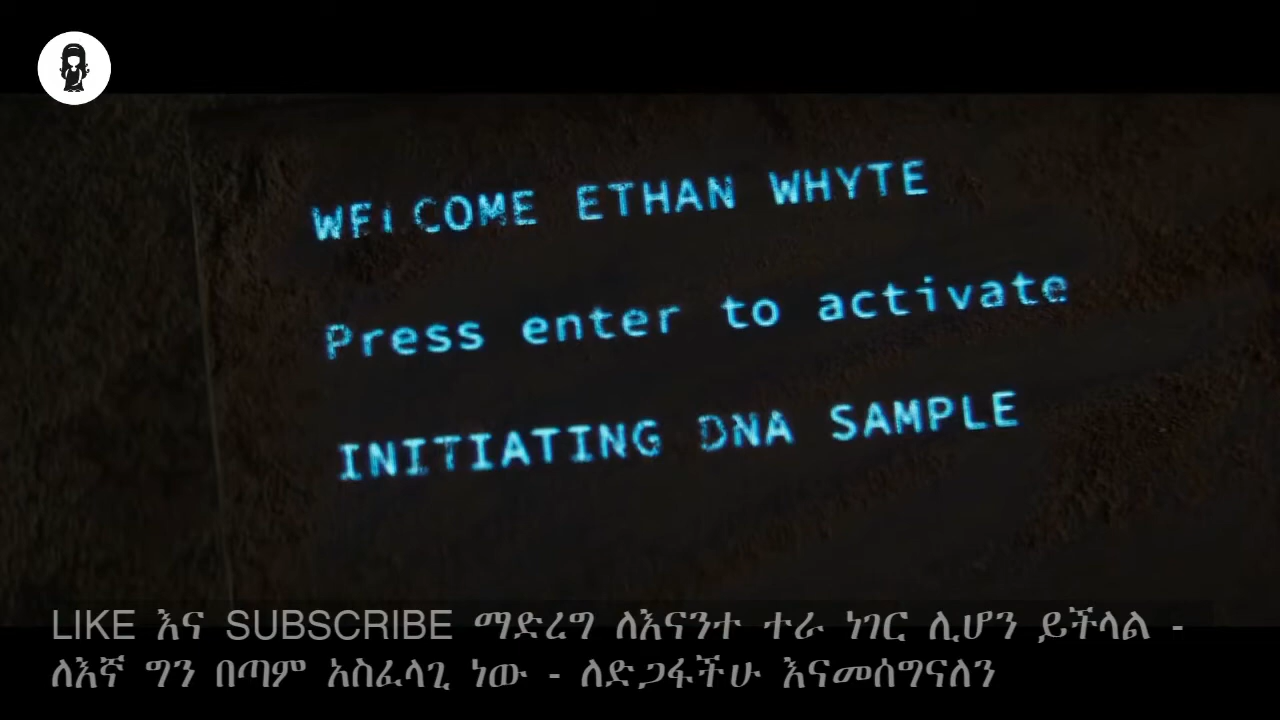 WELCOME ETHAN WHYTE
Press enter to activate
INITIATING DNA SAMPLE
LIKE እና SUBSCRIBE ማድረግ ለእናንተ ተራ ነገር ሊሆን ይችላል -
ለእኛ ግን በጣም አስፈላጊ ነው - ለድጋፋችሁ እናመሰግናለን